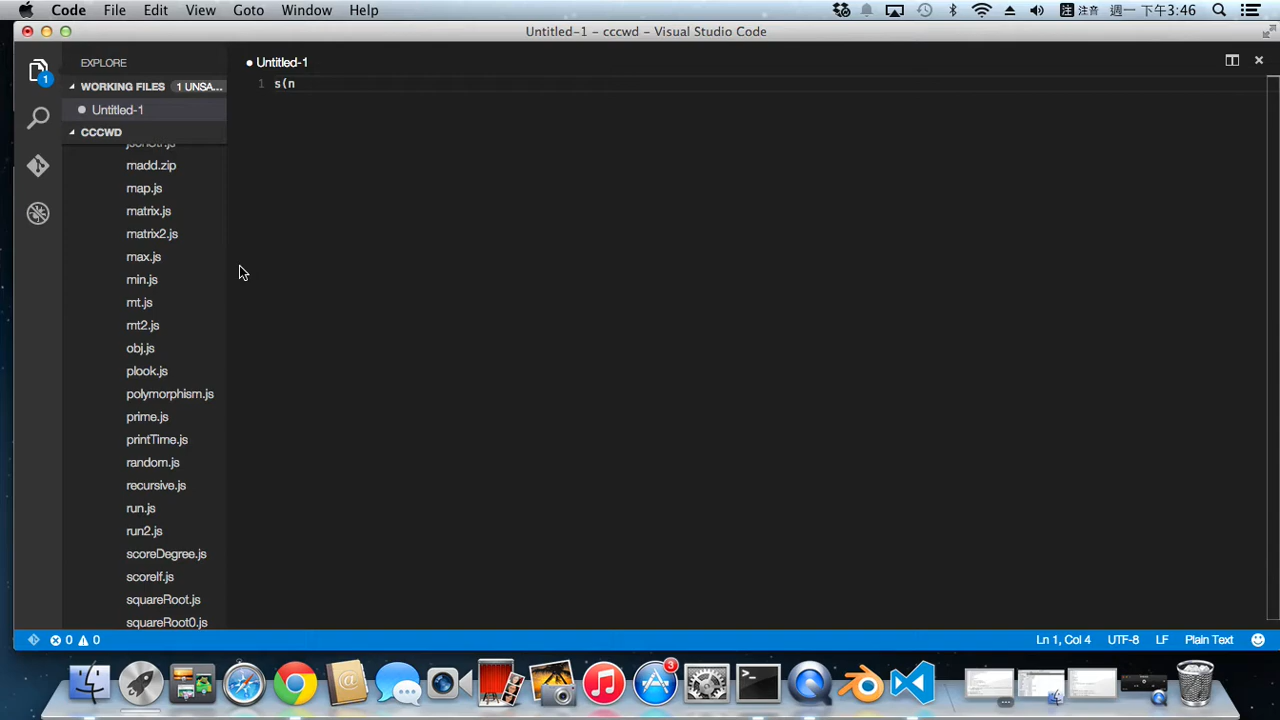 Code File Edit View Goto Window Help
注 注音 週一 下午3:46
Untitled-1 - cccwd - Visual Studio Code
EXPLORE
Untitled-1
WORKING FILES 1 UNSA...
1 s(n
Untitled-1
CCCWD
madd.zip
map.js
matrix.js
matrix2.js
max.js
min.js
mt.js
mt2.js
obj.js
plook.js
polymorphism.js
prime.js
printTime.js
random.js
recursive.js
run.js
run2.js
scoreDegree.js
scoreIf.js
squareRoot.js
squareRoot0.js
0 0
Ln 1, Col 4 UTF-8 LF Plain Text
1
3